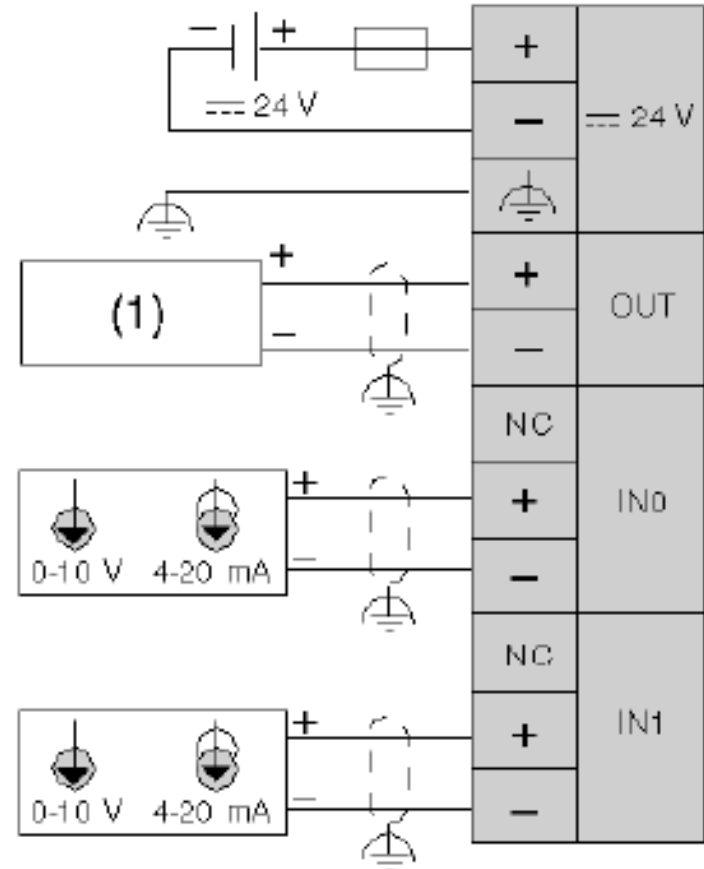 − +
⎓ 24 V
+
−
⎓ 24 V
(1)
+
−
+
−
OUT
NC
0-10 V 4-20 mA
+
−
+
−
IN0
NC
0-10 V 4-20 mA
+
−
+
−
IN1